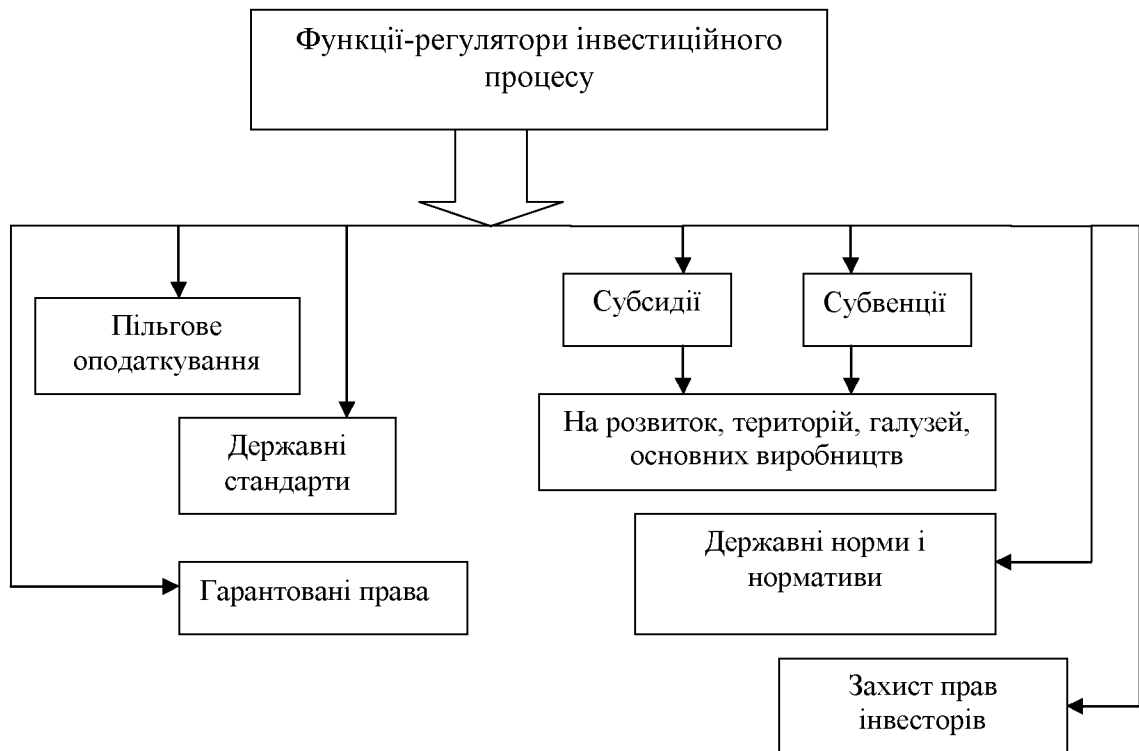 Функції-регулятори інвестиційного
процесу
Субсидії
Субвенції
Пільгове
оподаткування
На розвиток, територій, галузей,
основних виробництв
Державні
стандарти
Державні норми і
нормативи
Гарантовані права
Захист прав
інвесторів